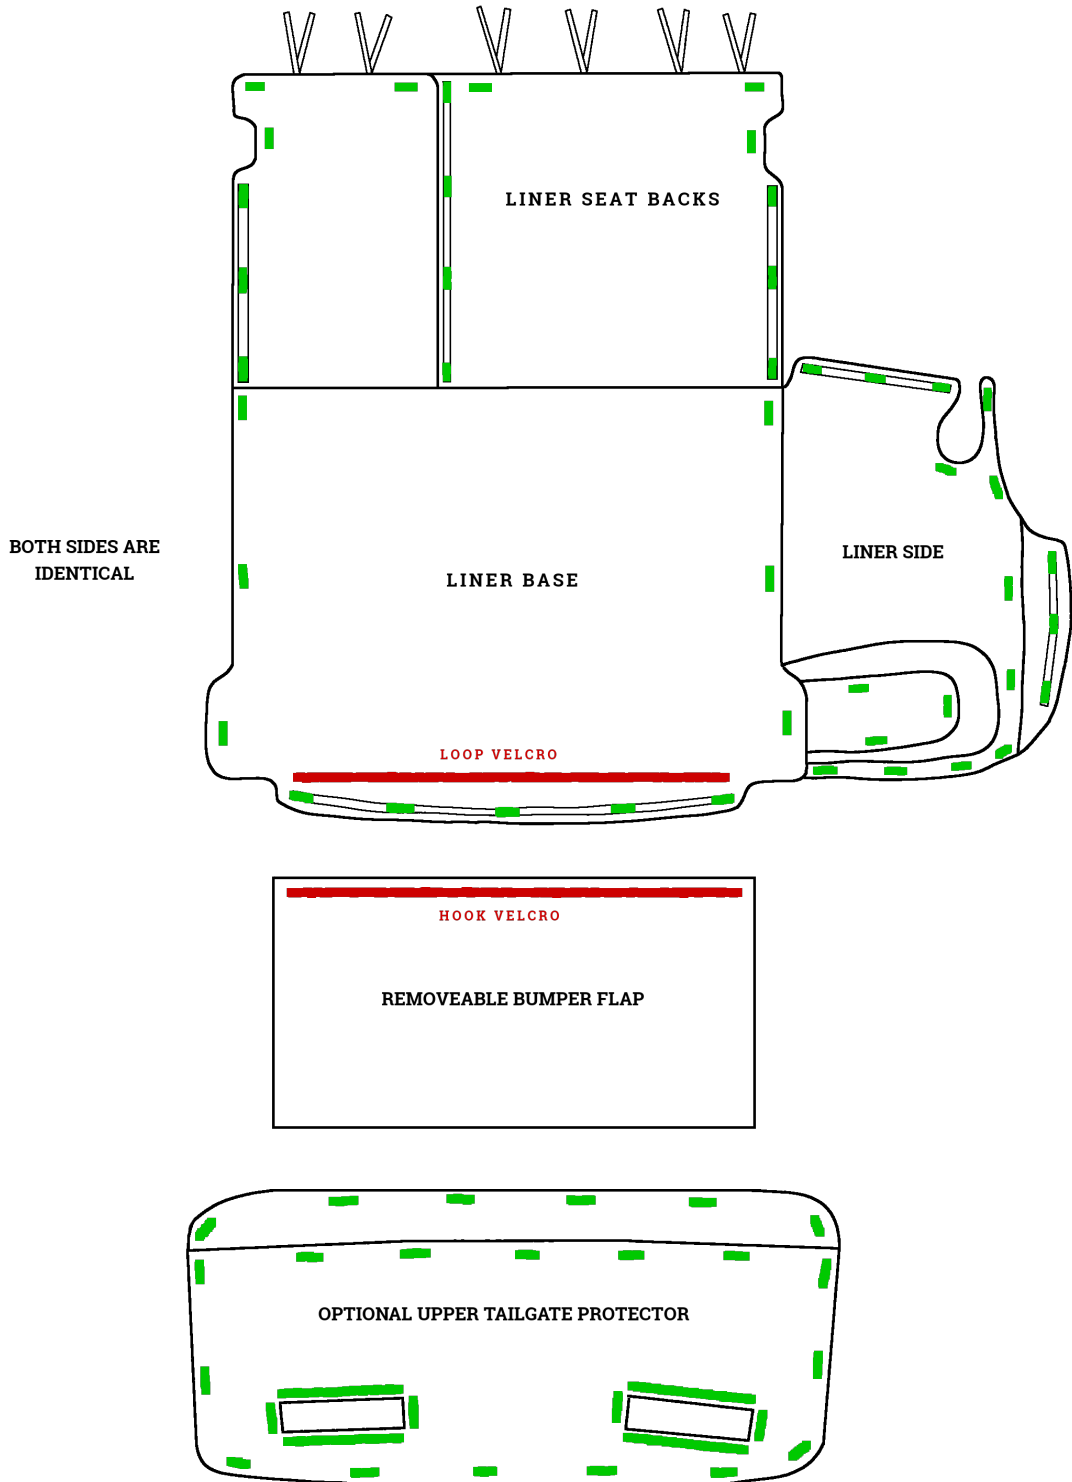 LINER SEAT BACKS
BOTH SIDES ARE
IDENTICAL
LINER SIDE
LINER BASE
LOOP VELCRO
HOOK VELCRO
REMOVEABLE BUMPER FLAP
OPTIONAL UPPER TAILGATE PROTECTOR